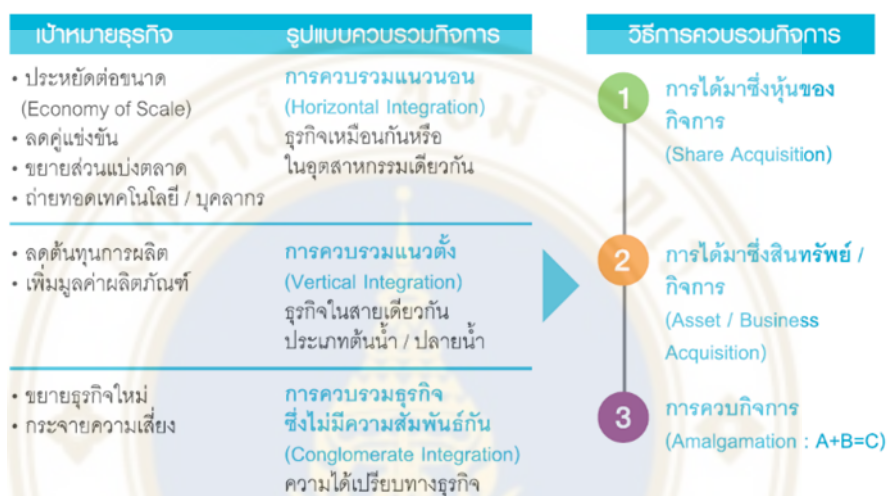 เป้าหมายธุรกิจ
รูปแบบควบรวมกิจการ
• ประหยัดต่อขนาด
(Economy of Scale)
• ลดคู่แข่งขัน
• ขยายส่วนแบ่งตลาด
• ถ่ายทอดเทคโนโลยี / บุคลากร
การควบรวมแนวนอน
(Horizontal Integration)
ธุรกิจเหมือนกันหรือ
ในอุตสาหกรรมเดียวกัน
• ลดต้นทุนการผลิต
• เพิ่มมูลค่าผลิตภัณฑ์
การควบรวมแนวตั้ง
(Vertical Integration)
ธุรกิจในสายเดียวกัน
ประเภทต้นน้ำ / ปลายน้ำ
• ขยายธุรกิจใหม่
• กระจายความเสี่ยง
การควบรวมธุรกิจ
ซึ่งไม่มีความสัมพันธ์กัน
(Conglomerate Integration)
ความได้เปรียบทางธุรกิจ
วิธีการควบรวมกิจการ
1
การได้มาซึ่งหุ้นของ
กิจการ
(Share Acquisition)
2
การได้มาซึ่งสินทรัพย์ /
กิจการ
(Asset / Business
Acquisition)
3
การควบกิจการ
(Amalgamation : A+B=C)